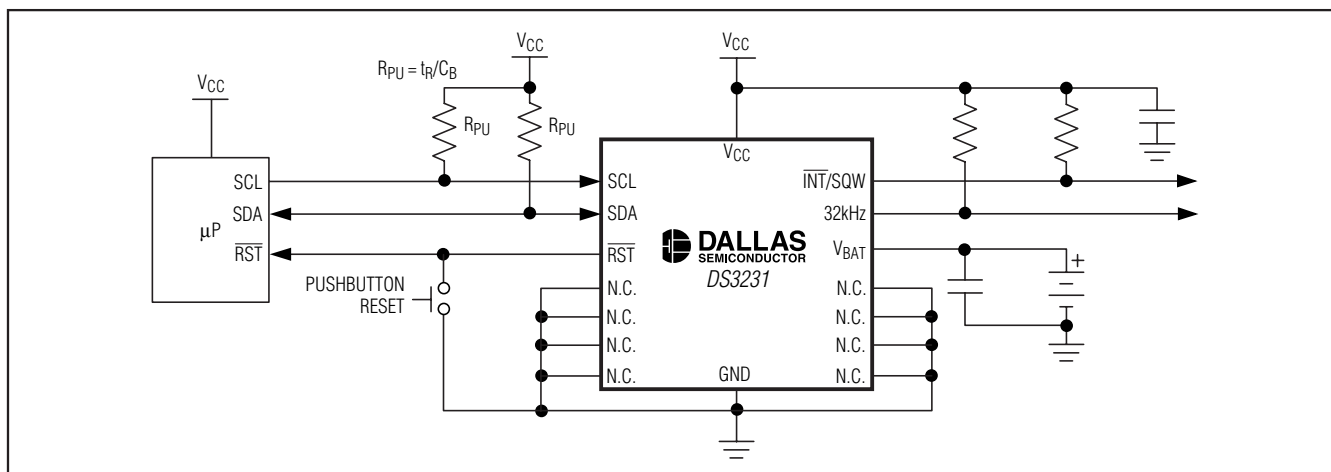 VCC
RPU = tR/CB
VCC
RPU
RPU
VCC
SCL
SDA
μP
RST
PUSHBUTTON
RESET
VCC
SCL
SDA
RST
N.C.
N.C.
N.C.
N.C.
DALLAS
SEMICONDUCTOR
DS3231
GND
INT/SQW
32kHz
VBAT
N.C.
N.C.
N.C.
N.C.
+